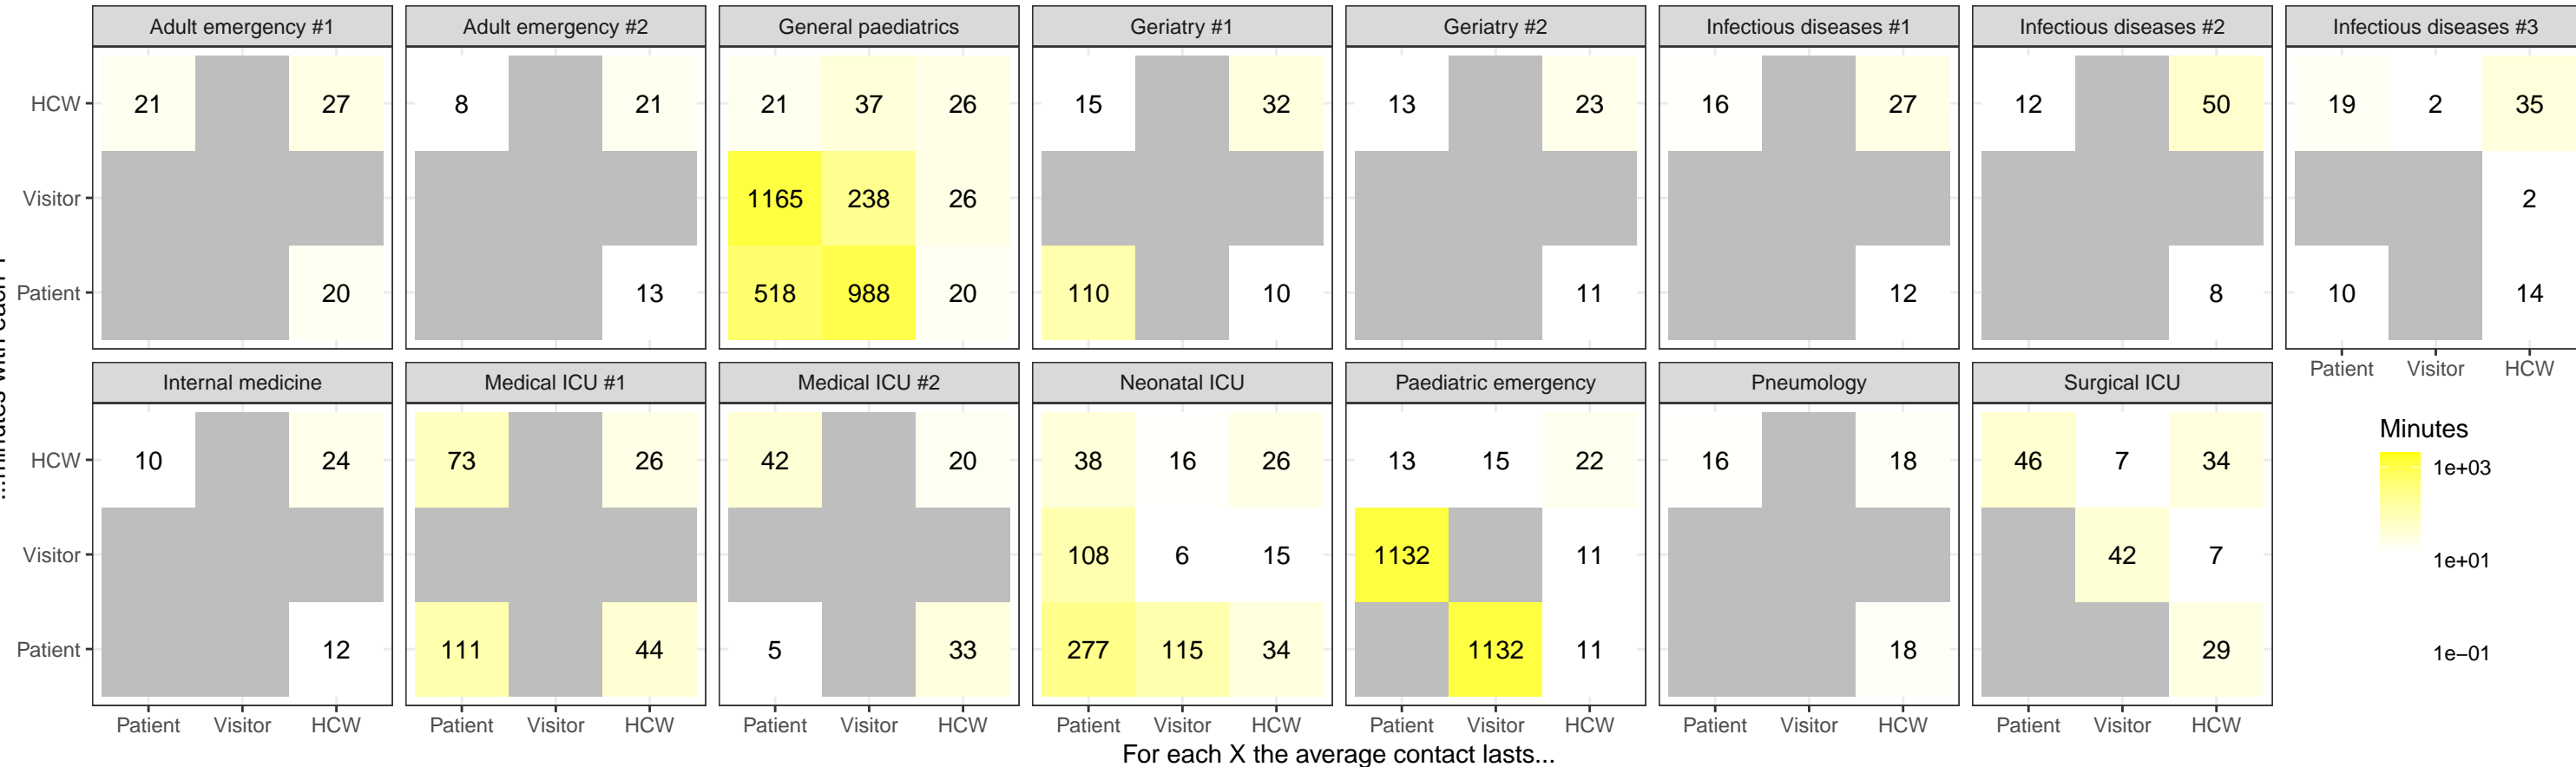 Adult emergency #1 Adult emergency #2 General paediatrics Geriatry #1 Geriatry #2 Infectious diseases #1 Infectious diseases #2 Infectious diseases #3
HCW 21 27 8 21 21 37 26 15 32 13 23 16 27 12 50 19 2 35
Visitor 1165 238 26 2
Patient 20 13 518 988 20 110 10 11 12 8 10 14
Patient Visitor HCW
Internal medicine Medical ICU #1 Medical ICU #2 Neonatal ICU Paediatric emergency Pneumology Surgical ICU
HCW 10 24 73 26 42 20 38 16 26 13 15 22 16 18 46 7 34
Visitor 108 6 15 1132 11 42 7
Patient 12 111 44 5 33 277 115 34 1132 11 18 29
Patient Visitor HCW Patient Visitor HCW Patient Visitor HCW Patient Visitor HCW Patient Visitor HCW Patient Visitor HCW Patient Visitor HCW
For each X the average contact lasts...
Minutes
1e+03
1e+01
1e−01